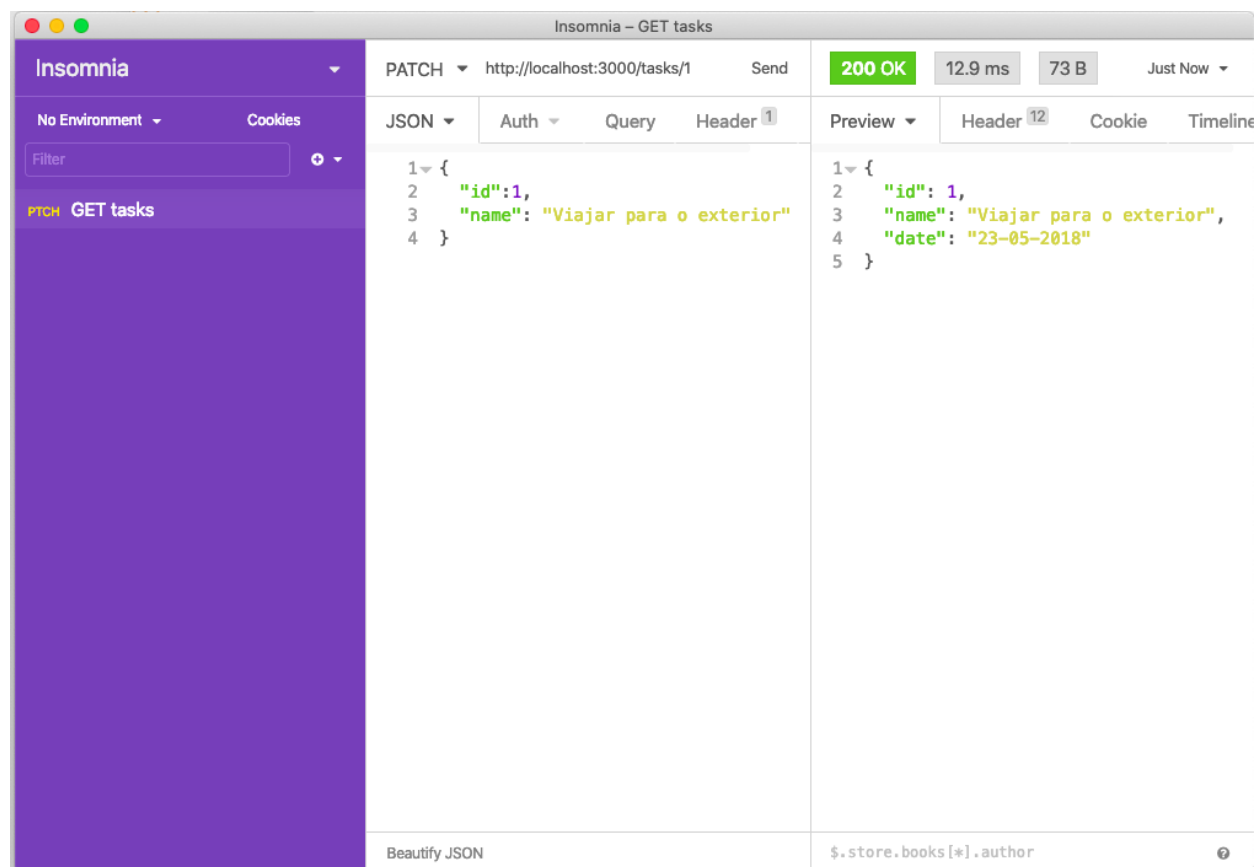 Insomnia – GET tasks
Insomnia
No Environment
Cookies
Filter
PTCH GET tasks
PATCH http://localhost:3000/tasks/1 Send
JSON Auth Query Header 1
1 {
2 "id":1,
3 "name": "Viajar para o exterior"
4 }
Beautify JSON
200 OK 12.9 ms 73 B Just Now
Preview Header 12 Cookie Timeline
1 {
2 "id": 1,
3 "name": "Viajar para o exterior",
4 "date": "23-05-2018"
5 }
$.store.books[*].author